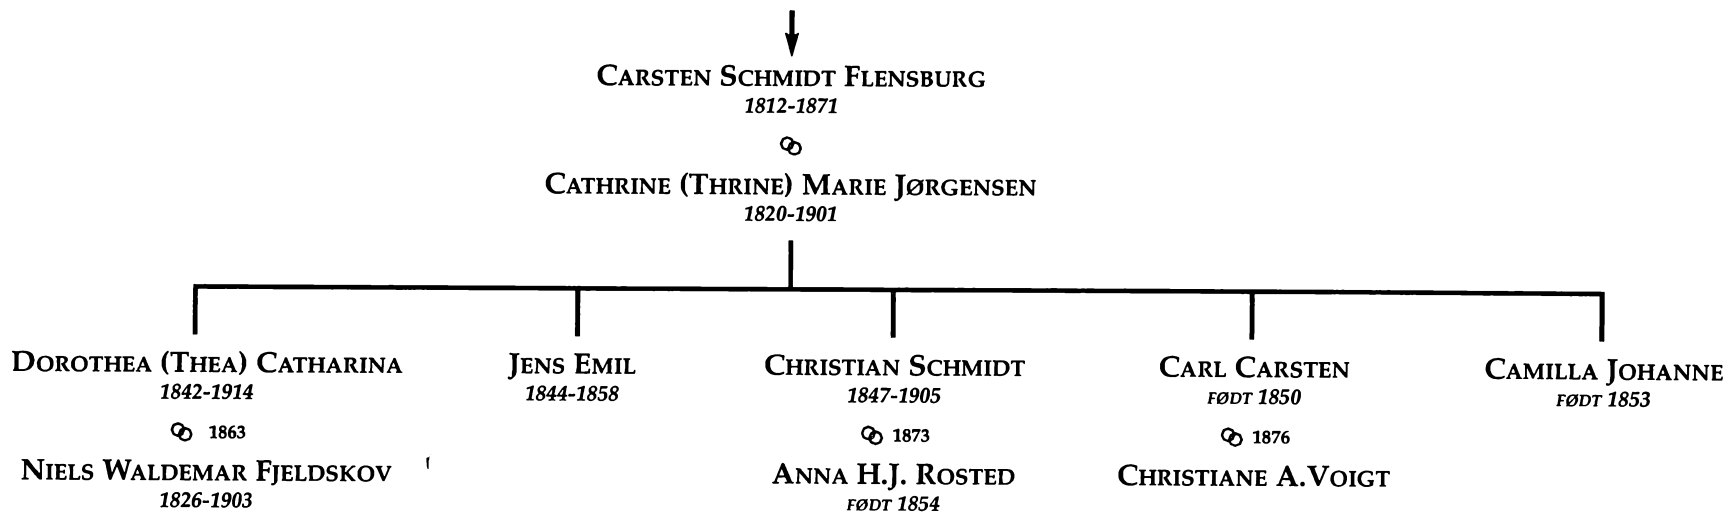 Carsten Schmidt Flensburg
1812-1871
Cathrine (Thrine) Marie Jørgensen
1820-1901
Dorothea (Thea) Catharina
1842-1914
1863
Niels Waldemar Fjeldskov
1826-1903
Jens Emil
1844-1858
Christian Schmidt
1847-1905
1873
Anna H.J. Rosted
født 1854
Carl Carsten
født 1850
1876
Christiane A.Voigt
Camilla Johanne
født 1853